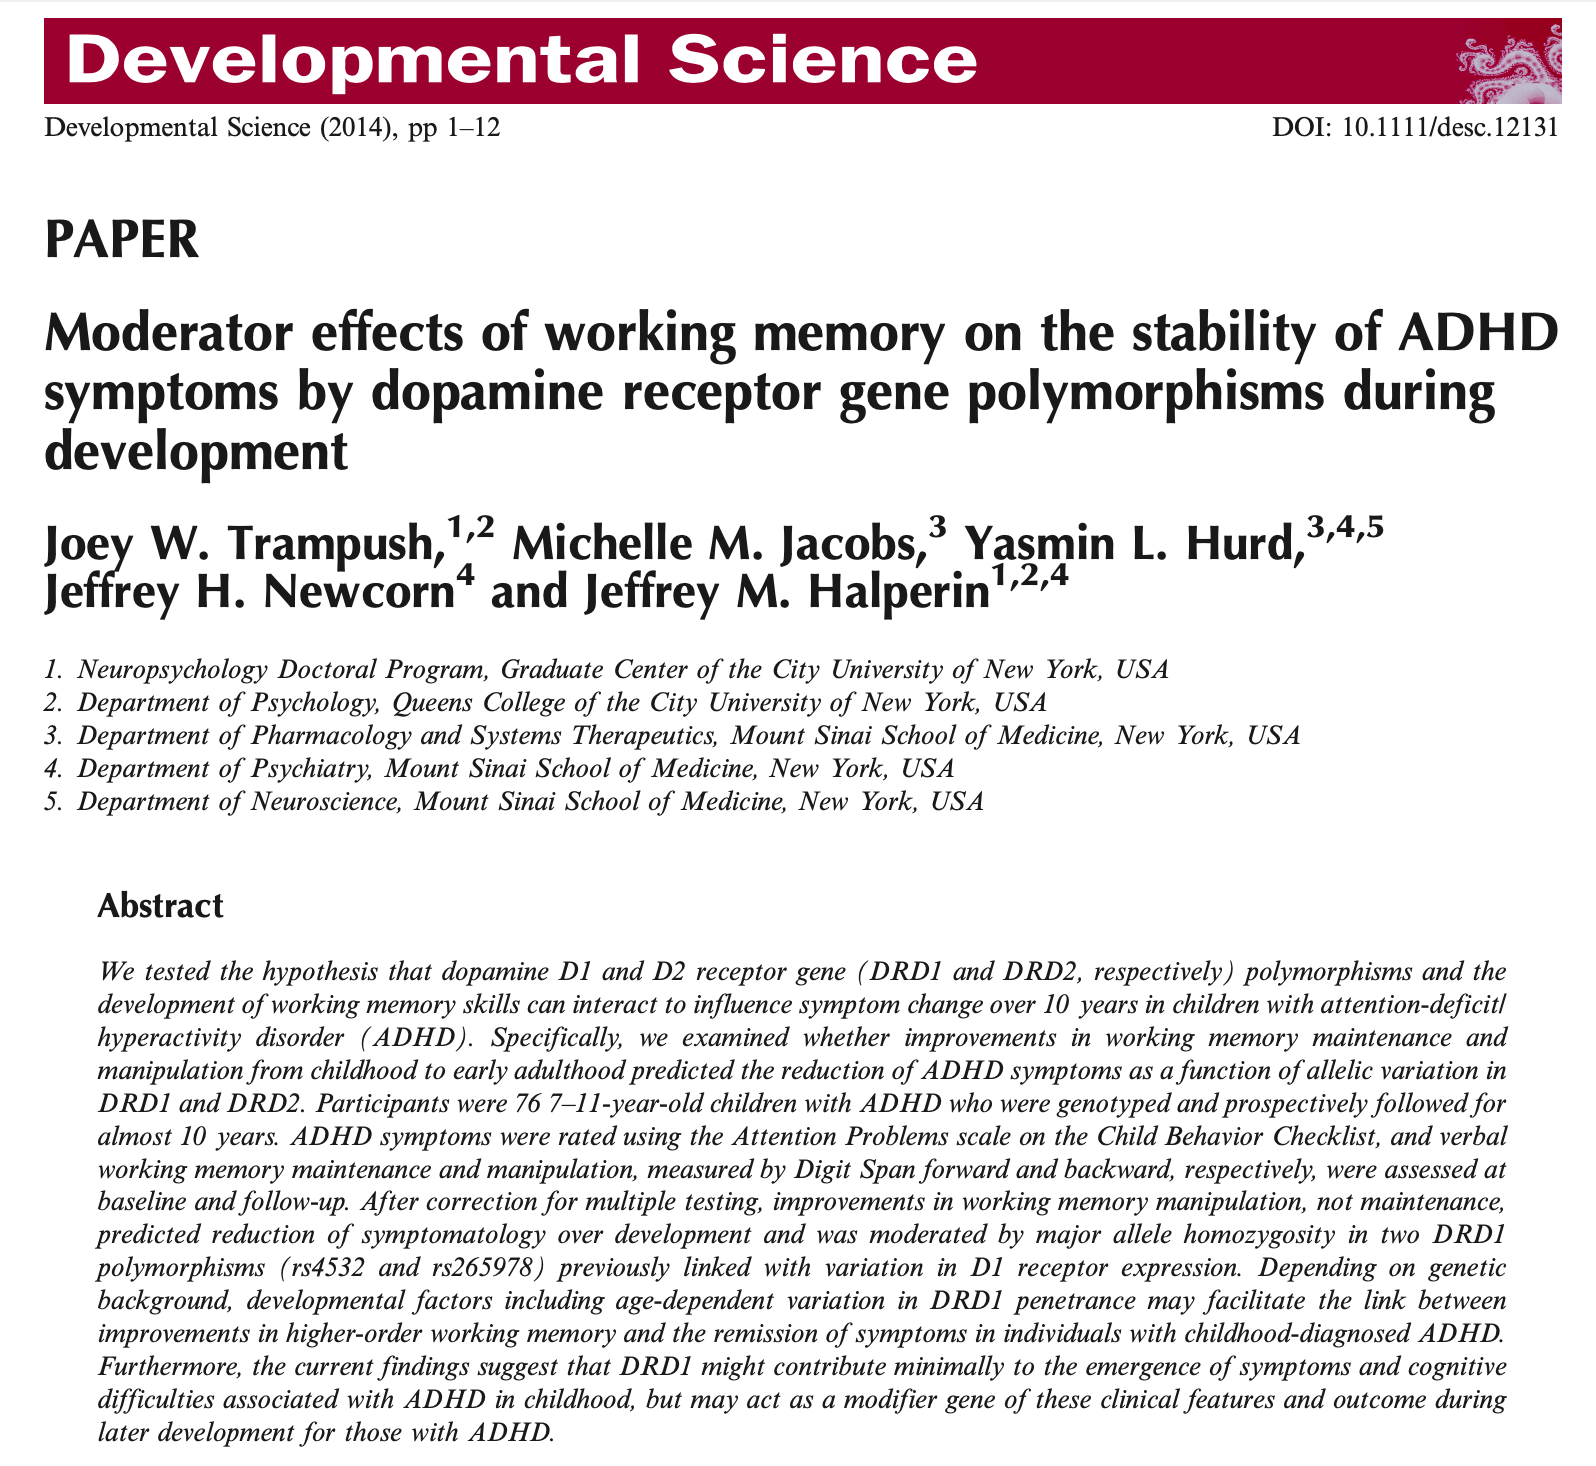 Developmental Science
Developmental Science (2014), pp 1–12
DOI: 10.1111/desc.12131
PAPER
Moderator effects of working memory on the stability of ADHD
symptoms by dopamine receptor gene polymorphisms during
development
Joey W. Trampush,1,2 Michelle M. Jacobs,3 Yasmin L. Hurd,3,4,5
Jeffrey H. Newcorn4 and Jeffrey M. Halperin1,2,4
1. Neuropsychology Doctoral Program, Graduate Center of the City University of New York, USA
2. Department of Psychology, Queens College of the City University of New York, USA
3. Department of Pharmacology and Systems Therapeutics, Mount Sinai School of Medicine, New York, USA
4. Department of Psychiatry, Mount Sinai School of Medicine, New York, USA
5. Department of Neuroscience, Mount Sinai School of Medicine, New York, USA
Abstract
We tested the hypothesis that dopamine D1 and D2 receptor gene (DRD1 and DRD2, respectively) polymorphisms and the
development of working memory skills can interact to influence symptom change over 10 years in children with attention-deficit/
hyperactivity disorder (ADHD). Specifically, we examined whether improvements in working memory maintenance and
manipulation from childhood to early adulthood predicted the reduction of ADHD symptoms as a function of allelic variation in
DRD1 and DRD2. Participants were 76 7–11-year-old children with ADHD who were genotyped and prospectively followed for
almost 10 years. ADHD symptoms were rated using the Attention Problems scale on the Child Behavior Checklist, and verbal
working memory maintenance and manipulation, measured by Digit Span forward and backward, respectively, were assessed at
baseline and follow-up. After correction for multiple testing, improvements in working memory manipulation, not maintenance,
predicted reduction of symptomatology over development and was moderated by major allele homozygosity in two DRD1
polymorphisms (rs4532 and rs265978) previously linked with variation in D1 receptor expression. Depending on genetic
background, developmental factors including age-dependent variation in DRD1 penetrance may facilitate the link between
improvements in higher-order working memory and the remission of symptoms in individuals with childhood-diagnosed ADHD.
Furthermore, the current findings suggest that DRD1 might contribute minimally to the emergence of symptoms and cognitive
difficulties associated with ADHD in childhood, but may act as a modifier gene of these clinical features and outcome during
later development for those with ADHD.